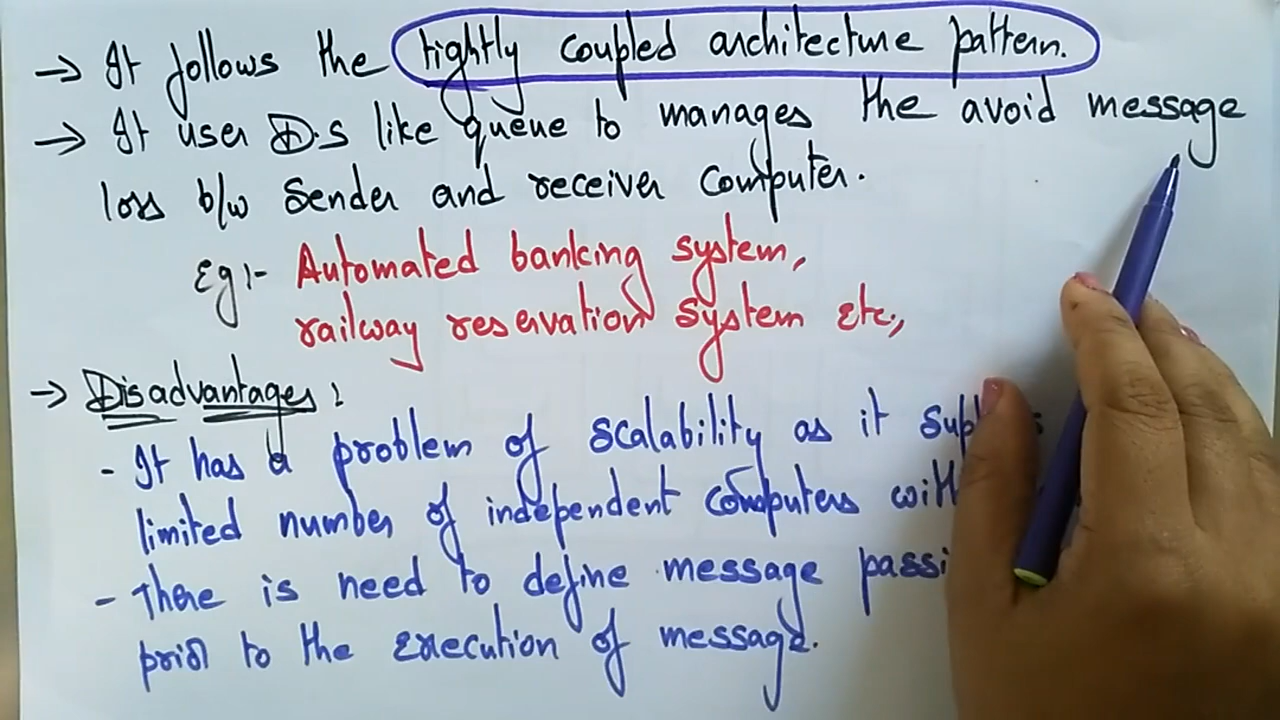 → It follows the tightly coupled architecture pattern.
→ It user D.S like queue to manages the avoid message
loss b/w Sender and receiver computer.
Eg:- Automated banking system,
railway reservation system etc.,
→ Disadvantages:
- It has a problem of scalability as it
limited number of independent computers
- There is need to define message
prior to the execution of message.